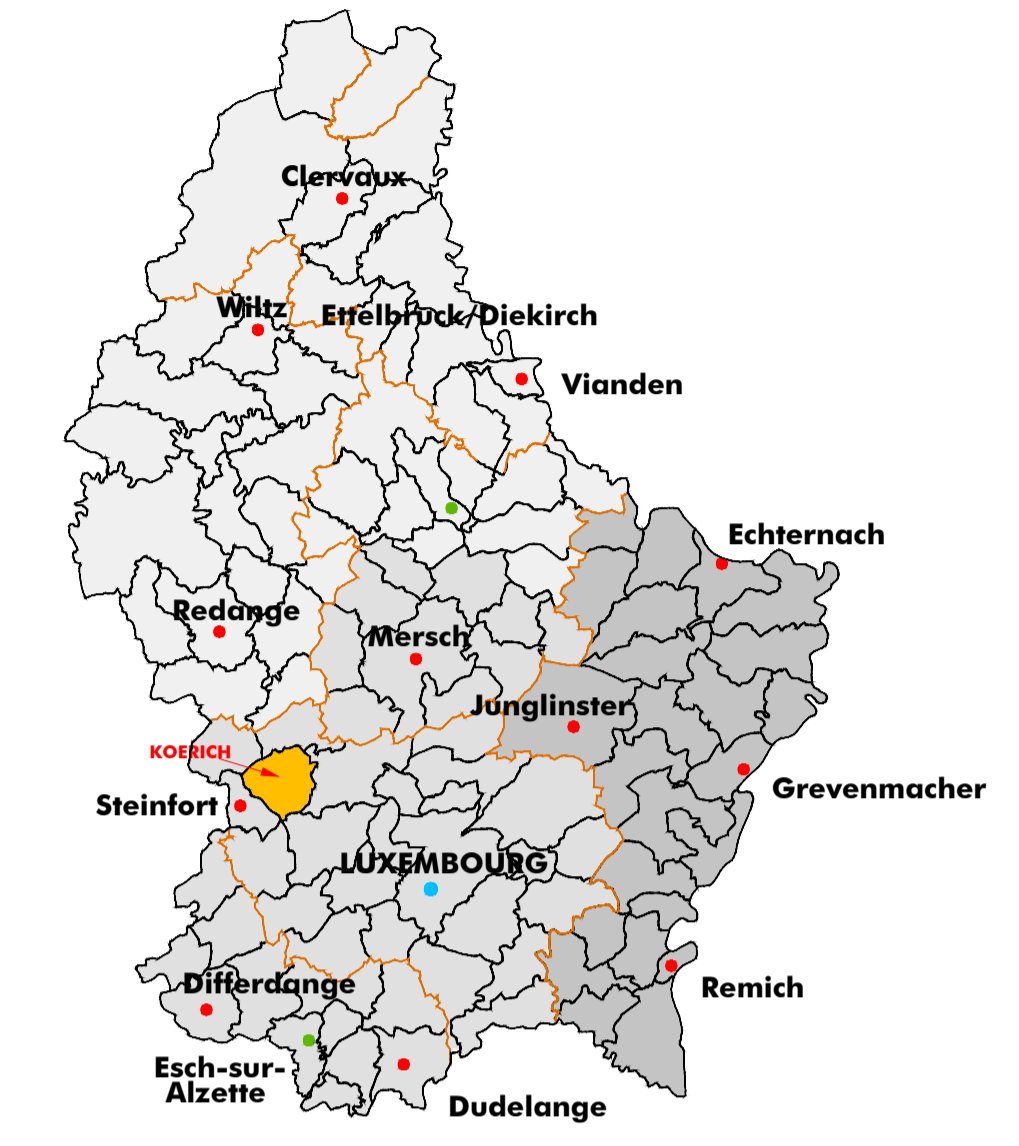 Clervaux
Wiltz
Ettelbruck/Diekirch
Vianden
Echternach
Redange
Mersch
Junglinster
KOERICH
Steinfort
Grevenmacher
LUXEMBOURG
Differdange
Remich
Esch-sur-
Alzette
Dudelange